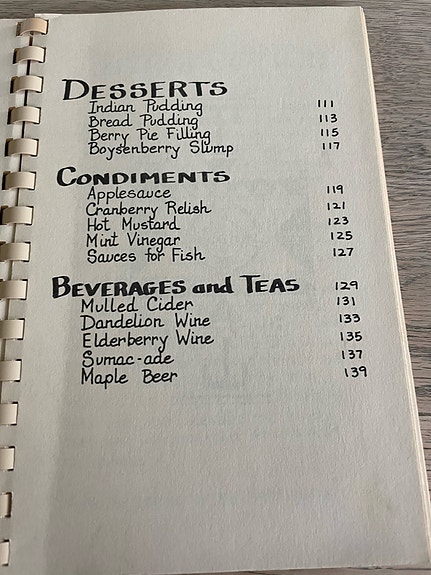 DESSERTS
Indian Pudding 111
Bread Pudding 113
Berry Pie Filling 115
Boysenberry Slump 117
CONDIMENTS
Applesauce 119
Cranberry Relish 121
Hot Mustard 123
Mint Vinegar 125
Sauces for Fish 127
BEVERAGES and TEAS 129
Mulled Cider 131
Dandelion Wine 133
Elderberry Wine 135
Sumac-ade 137
Maple Beer 139